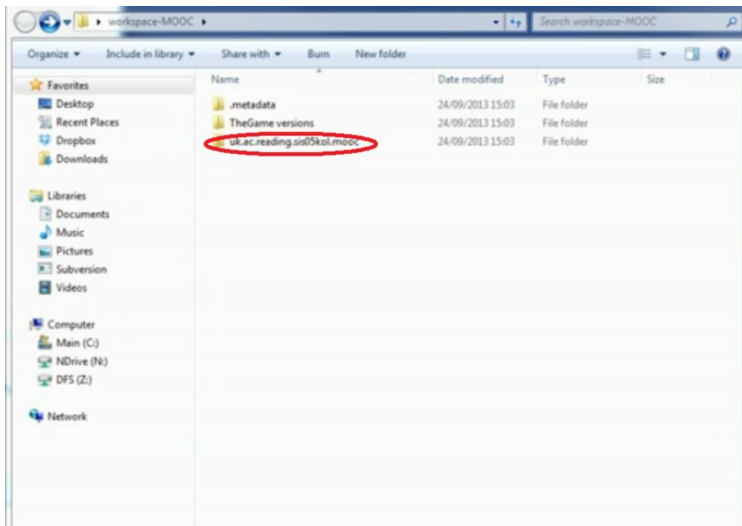 workspace-MOOC
Search workspace-MOOC
Organize Include in library Share with Burn New folder
Name Date modified Type Size
.metadata 24/09/2013 15:03 File folder
TheGame versions 24/09/2013 15:03 File folder
uk.ac.reading.sis05kol.mooc 24/09/2013 15:03 File folder
Favorites
Desktop
Recent Places
Dropbox
Downloads
Libraries
Documents
Music
Pictures
Subversion
Videos
Computer
Main (C:)
NDrive (N:)
DFS (Z:)
Network